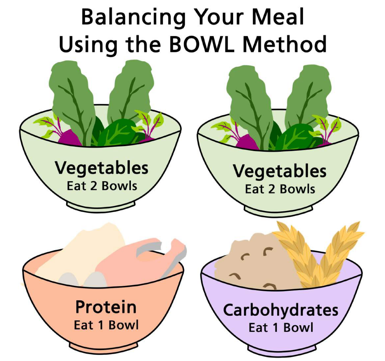 Balancing Your Meal
Using the BOWL Method
Vegetables
Eat 2 Bowls
Vegetables
Eat 2 Bowls
Protein
Eat 1 Bowl
Carbohydrates
Eat 1 Bowl